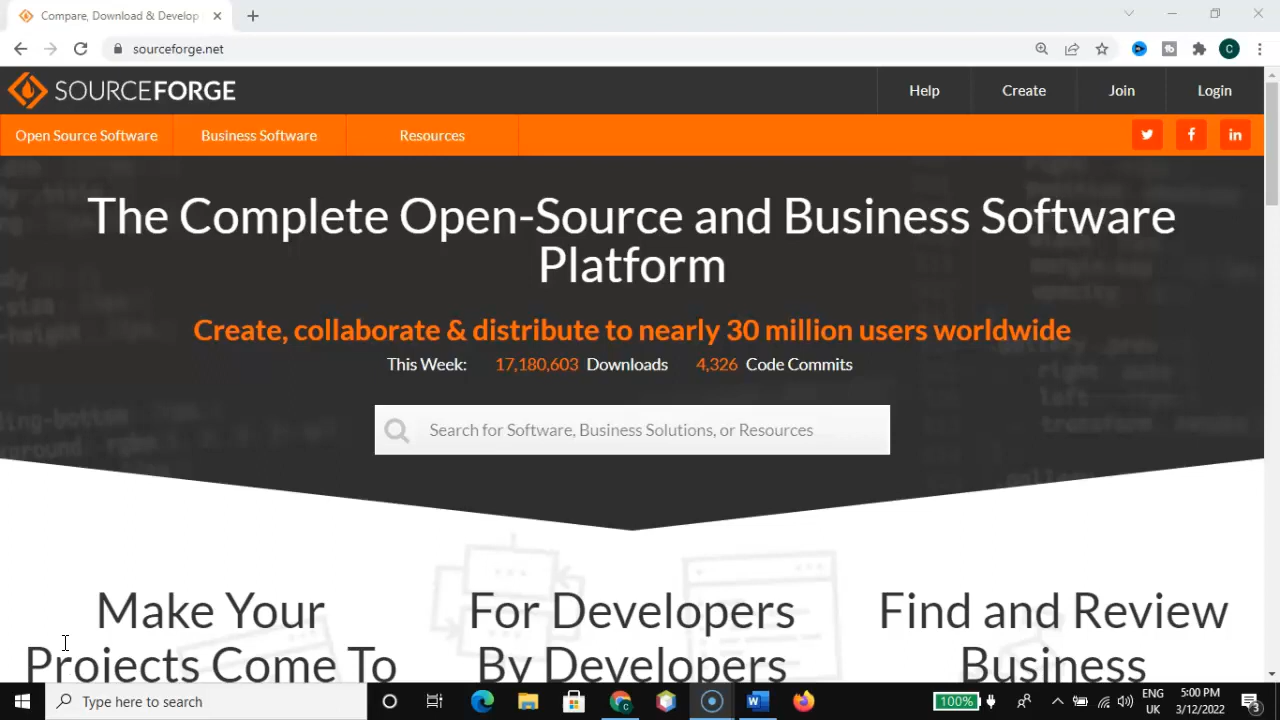 Compare, Download & Develop
sourceforge.net
C
SOURCEFORGE
Help
Create
Join
Login
Open Source Software
Business Software
Resources
The Complete Open-Source and Business Software
Platform
Create, collaborate & distribute to nearly 30 million users worldwide
This Week: 17,180,603 Downloads 4,326 Code Commits
Search for Software, Business Solutions, or Resources
Make Your
Projects Come To
For Developers
By Developers
Find and Review
Business
Type here to search
100%
ENG
UK
5:00 PM
3/12/2022
3